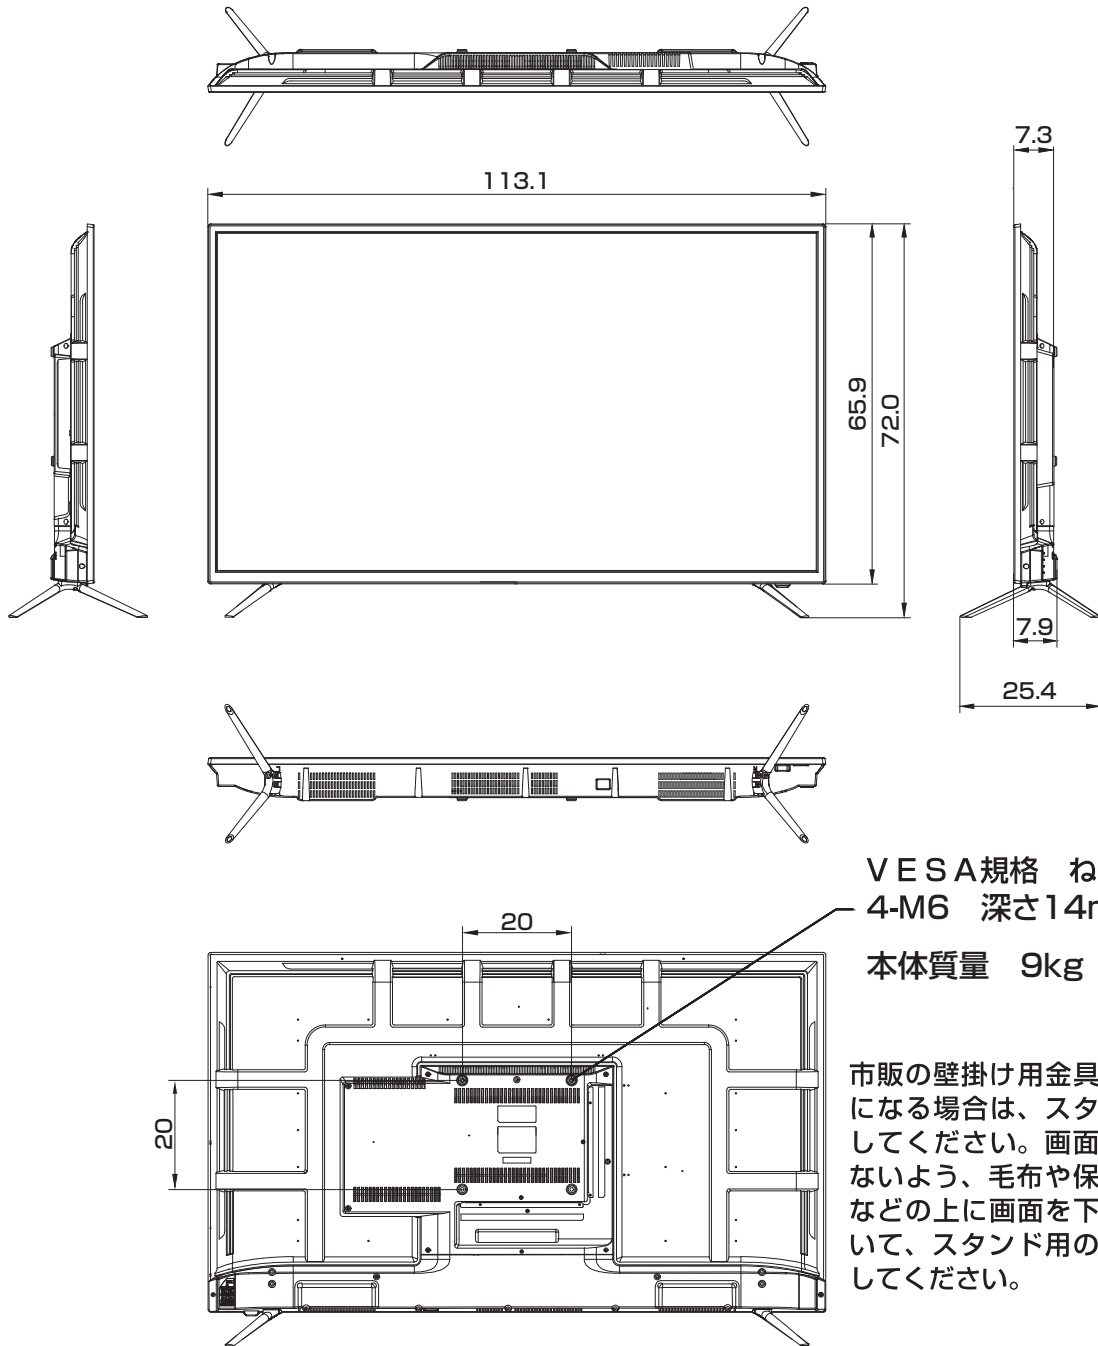 7.3
113.1
65.9
72.0
7.9
25.4
VESA規格 ね
4-M6 深さ14
20
本体質量 9kg
20
市販の壁掛け用金具
になる場合は、スタ
してください。画面
ないよう、毛布や保
などの上に画面を下
いて、スタンド用の
してください。